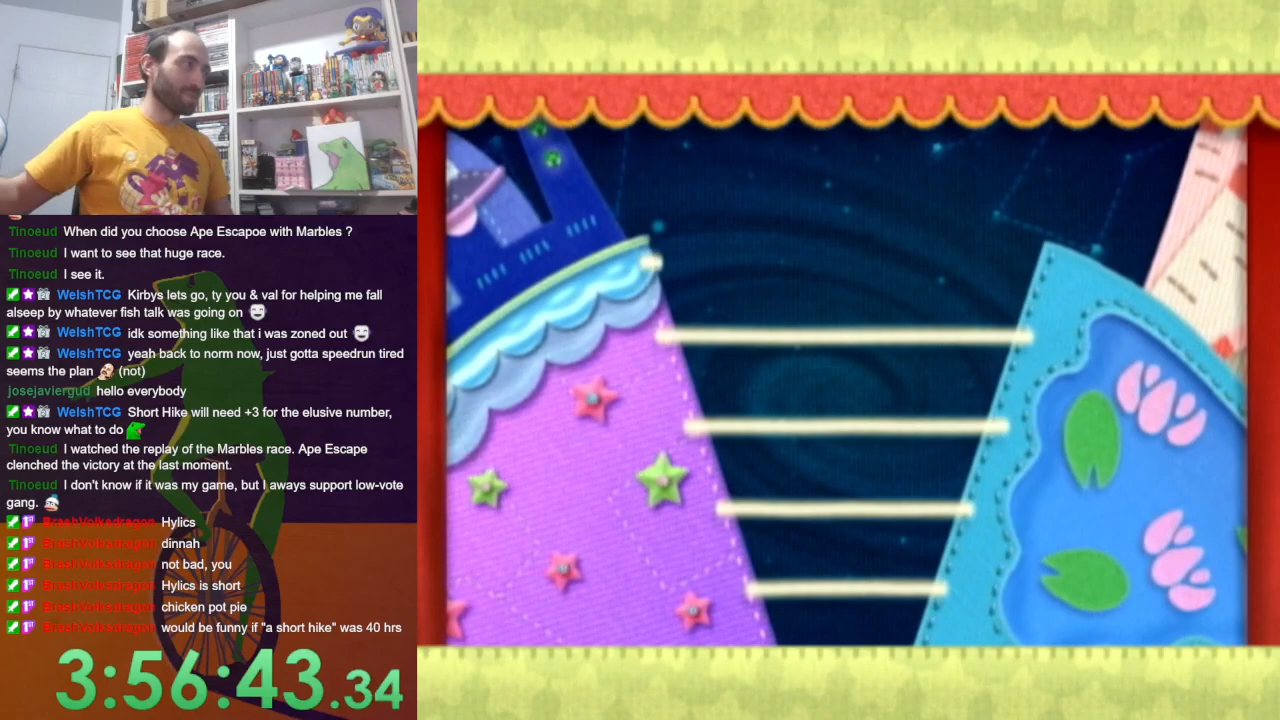 Tinoeud When did you choose Ape Escapoe with Marbles ?
Tinoeud I want to see that huge race.
Tinoeud I see it.
WelshTCG Kirbys lets go, ty you & val for helping me fall
alseep by whatever fish talk was going on
WelshTCG idk something like that i was zoned out
WelshTCG yeah back to norm now, just gotta speedrun tired
seems the plan (not)
josejaviergud hello everybody
WelshTCG Short Hike will need +3 for the elusive number,
you know what to do
Tinoeud I watched the replay of the Marbles race. Ape Escape
clenched the victory at the last moment.
Tinoeud I don't know if it was my game, but I aways support low-vote
gang.
BrashVolkadragon Hylics
BrashVolkadragon dinnah
BrashVolkadragon not bad, you
BrashVolkadragon Hylics is short
BrashVolkadragon chicken pot pie
BrashVolkadragon would be funny if "a short hike" was 40 hrs
3:56:43.34